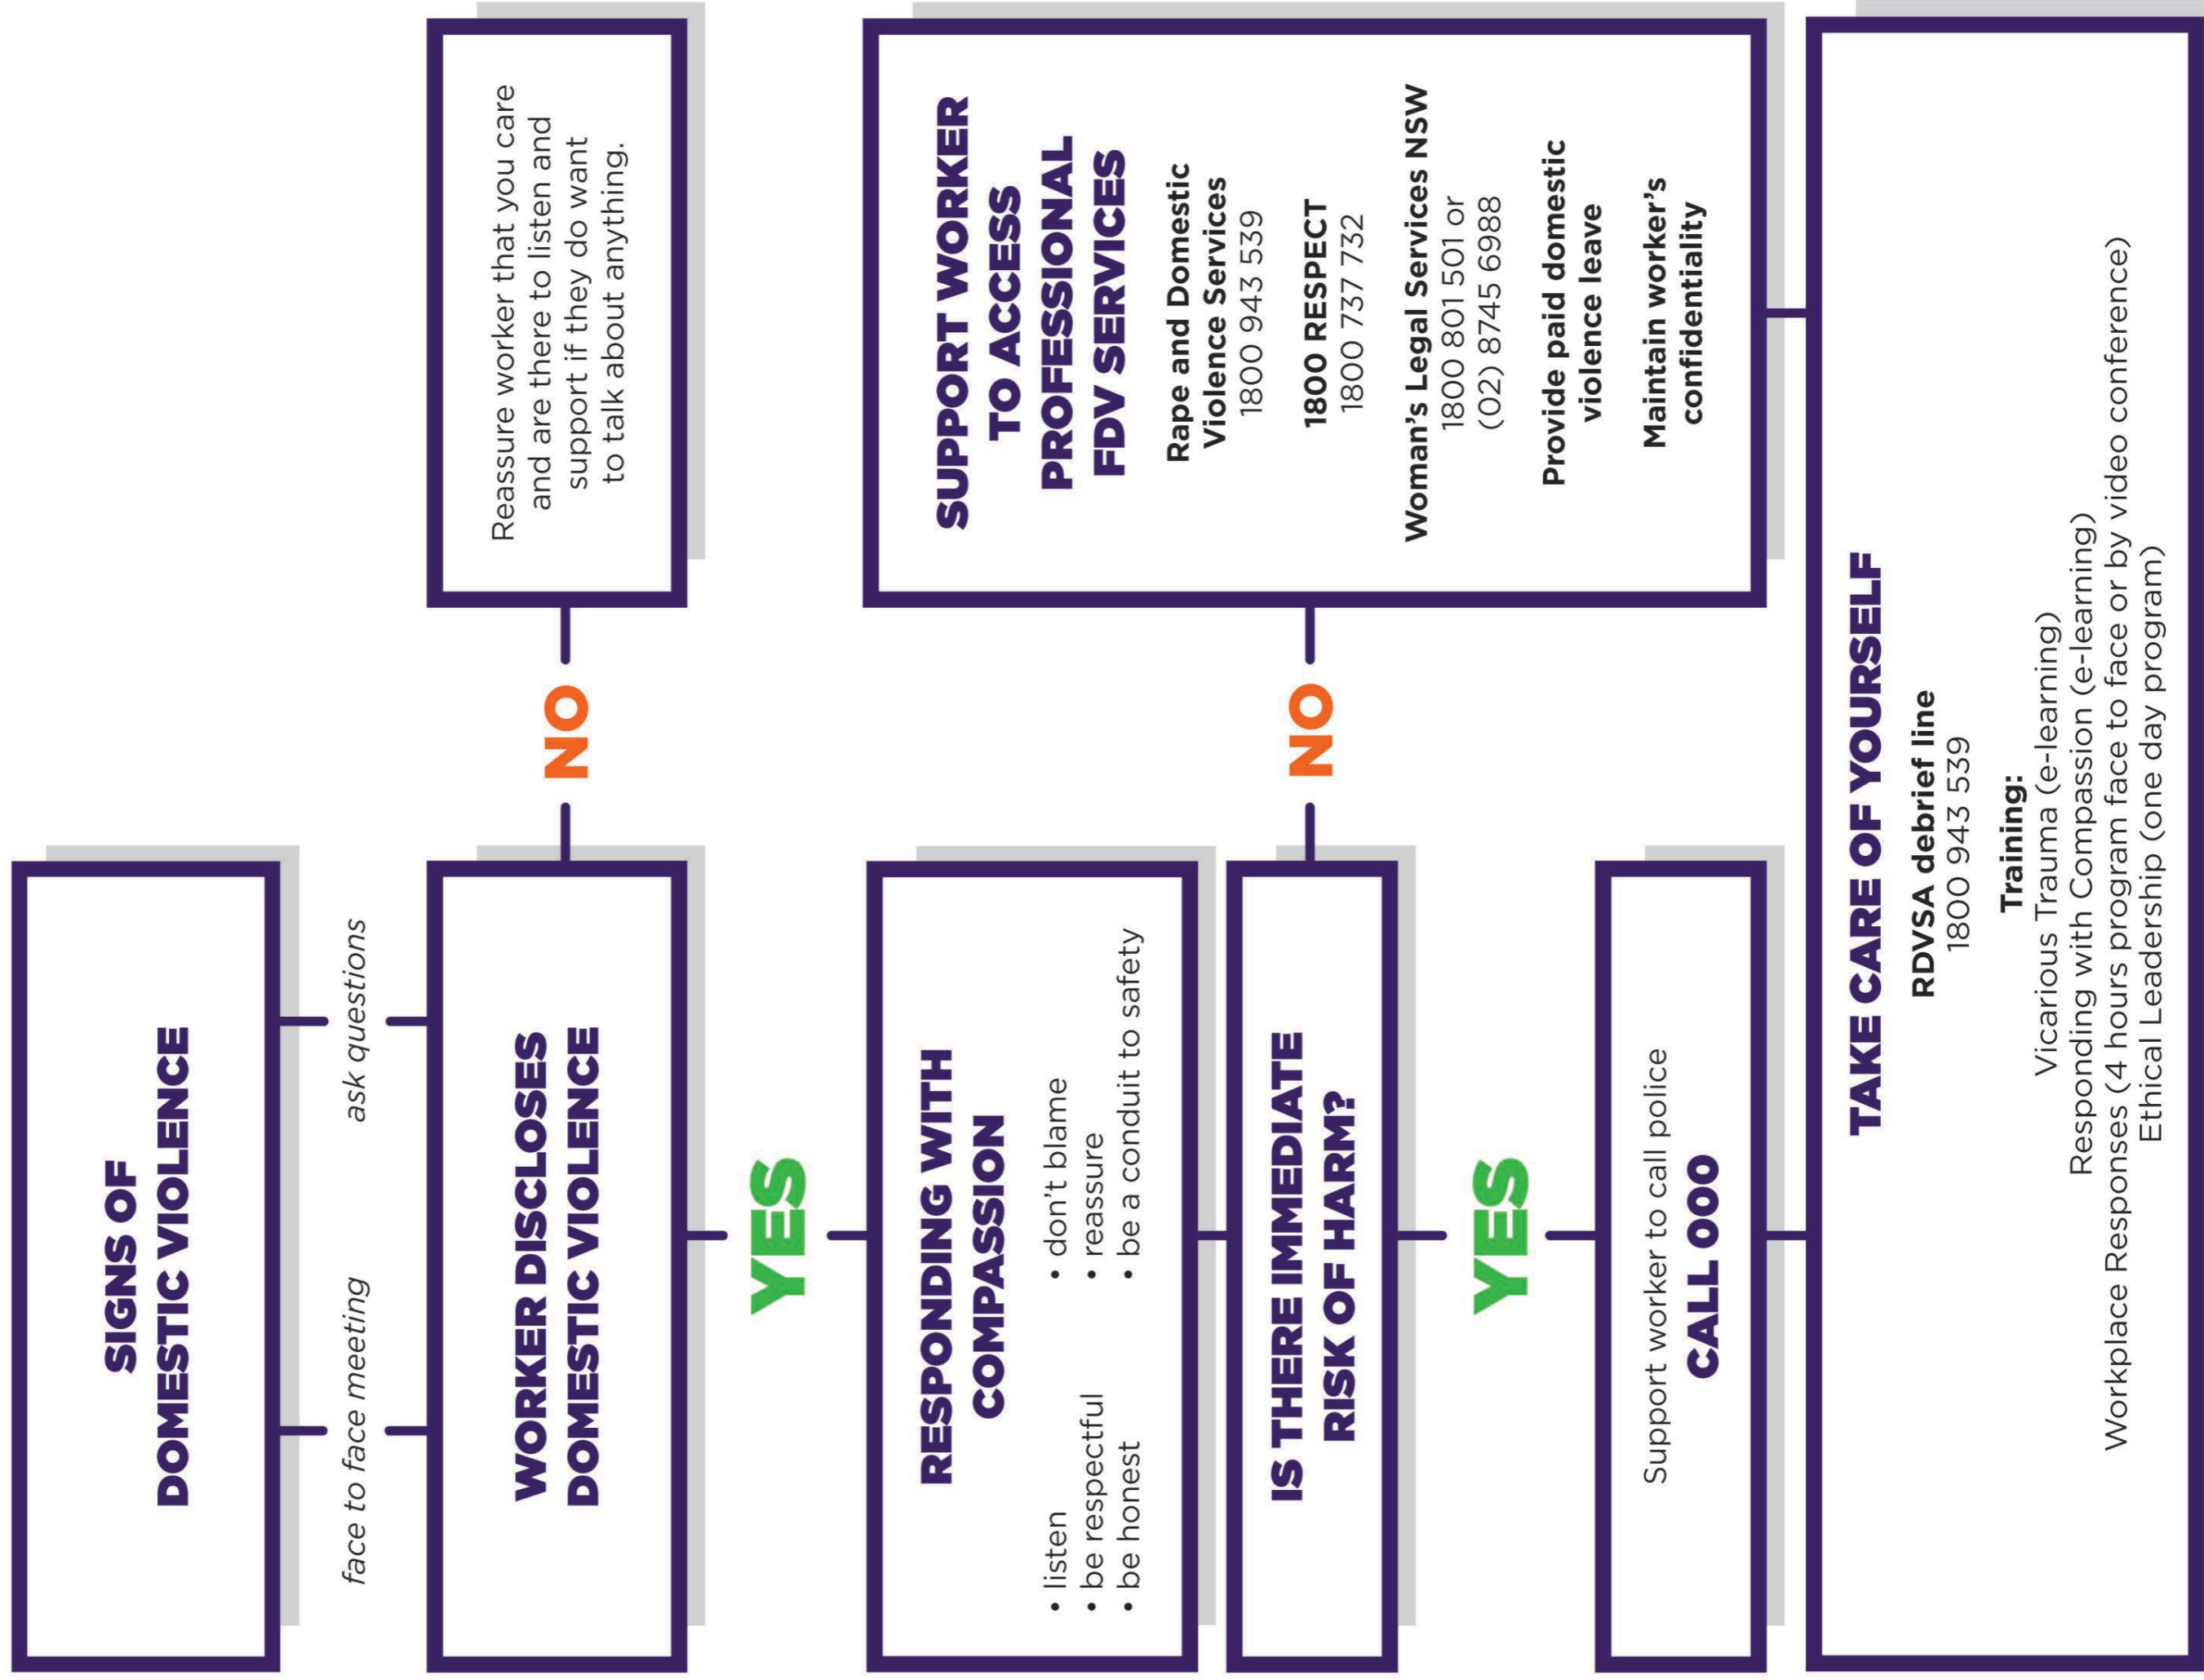 SIGNS OF
DOMESTIC VIOLENCE
face to face meeting
ask questions
WORKER DISCLOSES
DOMESTIC VIOLENCE
NO
Reassure worker that you care
and are there to listen and
support if they do want
to talk about anything.
YES
RESPONDING WITH
COMPASSION
• listen
• be respectful
• be honest
• don't blame
• reassure
• be a conduit to safety
IS THERE IMMEDIATE
RISK OF HARM?
NO
SUPPORT WORKER
TO ACCESS
PROFESSIONAL
FDV SERVICES
Rape and Domestic
Violence Services
1800 943 539
1800 RESPECT
1800 737 732
Woman's Legal Services NSW
1800 801 501 or
(02) 8745 6988
Provide paid domestic
violence leave
Maintain worker's
confidentiality
YES
Support worker to call police
CALL 000
TAKE CARE OF YOURSELF
RDVSA debrief line
1800 943 539
Training:
Vicarious Trauma (e-learning)
Responding with Compassion (e-learning)
Workplace Responses (4 hours program face to face or by video conference)
Ethical Leadership (one day program)